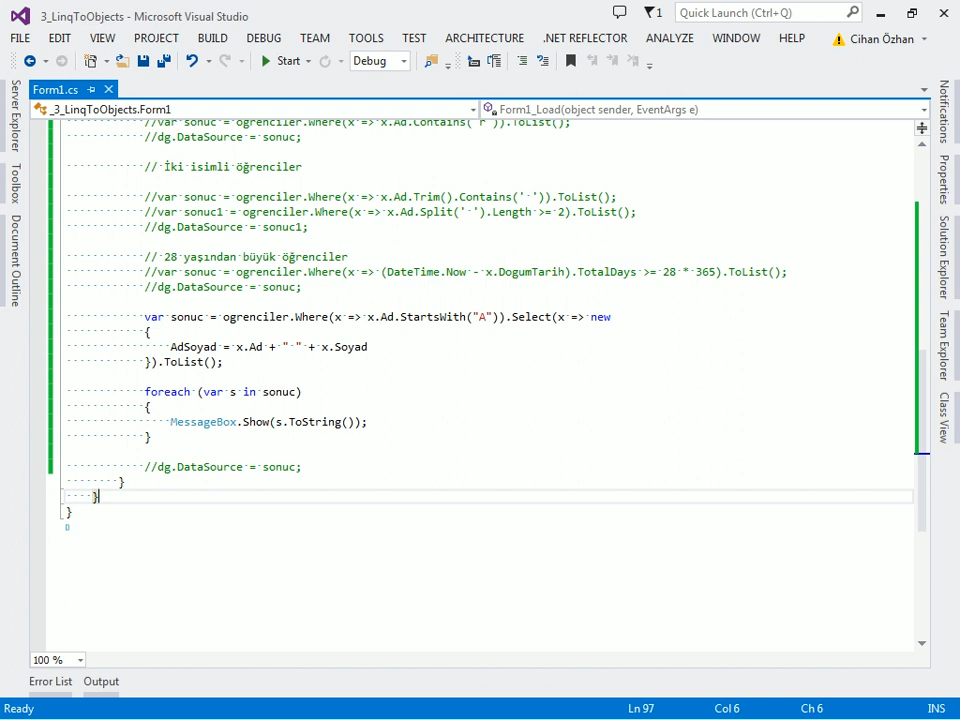 3_LinqToObjects - Microsoft Visual Studio
1
Quick Launch (Ctrl+Q)
FILE EDIT VIEW PROJECT BUILD DEBUG TEAM TOOLS TEST ARCHITECTURE .NET REFLECTOR ANALYZE WINDOW HELP
Cihan Özhan
Start
Debug
Form1.cs
_3_LinqToObjects.Form1
Form1_Load(object sender, EventArgs e)
Server Explorer
Toolbox
Document Outline
//var sonuc = ogrenciler.Where(x => x.Ad.Contains("r")).ToList();
//dg.DataSource = sonuc;
// İki isimli öğrenciler
//var sonuc = ogrenciler.Where(x => x.Ad.Trim().Contains(' ')).ToList();
//var sonuc1 = ogrenciler.Where(x => x.Ad.Split(' ').Length >= 2).ToList();
//dg.DataSource = sonuc1;
// 28 yaşından büyük öğrenciler
//var sonuc = ogrenciler.Where(x => (DateTime.Now - x.DogumTarih).TotalDays >= 28 * 365).ToList();
//dg.DataSource = sonuc;
var sonuc = ogrenciler.Where(x => x.Ad.StartsWith("A")).Select(x => new
{
AdSoyad = x.Ad + " " + x.Soyad
}).ToList();
foreach (var s in sonuc)
{
MessageBox.Show(s.ToString());
}
//dg.DataSource = sonuc;
}
}
}
Notifications
Properties
Solution Explorer
Team Explorer
Class View
100 %
Error List Output
Ready
Ln 97 Col 6 Ch 6 INS